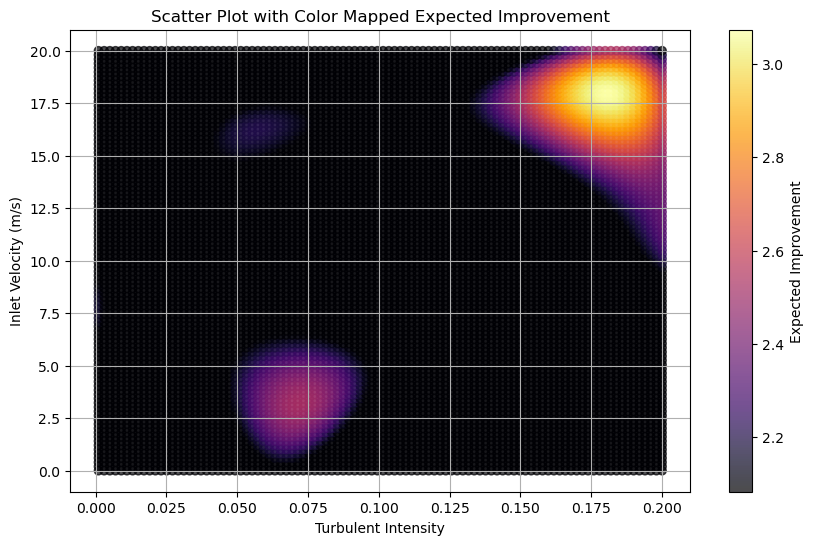 Scatter Plot with Color Mapped Expected Improvement
20.0
17.5
15.0
12.5
10.0
7.5
5.0
2.5
0.0
Inlet Velocity (m/s)
0.000 0.025 0.050 0.075 0.100 0.125 0.150 0.175 0.200
Turbulent Intensity
3.0
2.8
2.6
2.4
2.2
Expected Improvement